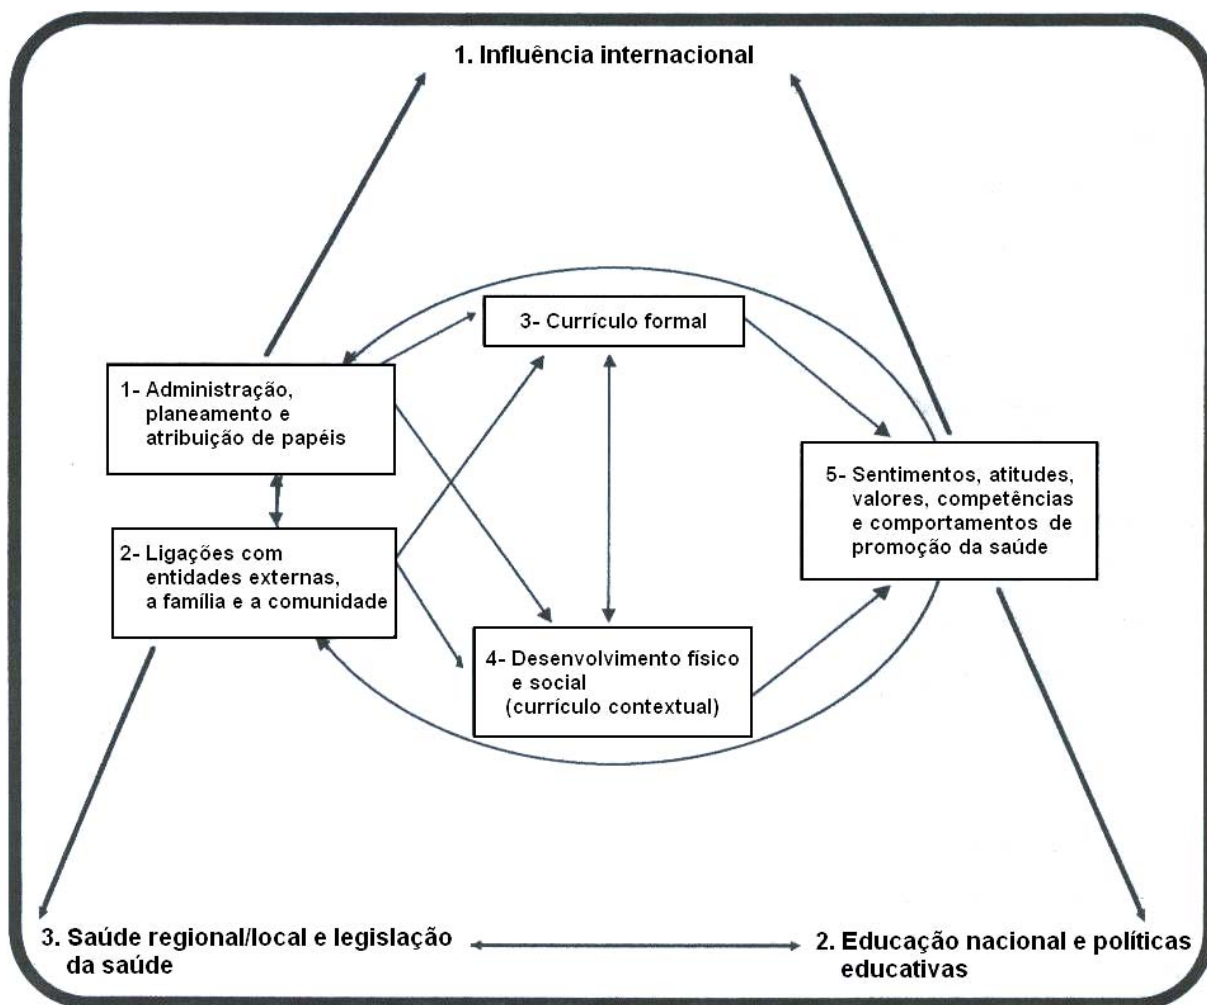 1. Influência internacional
3- Currículo formal
1- Administração,
planeamento e
atribuição de papéis
2- Ligações com
entidades externas,
a família e a comunidade
4- Desenvolvimento físico
e social
(currículo contextual)
5- Sentimentos, atitudes,
valores, competências
e comportamentos de
promoção da saúde
3. Saúde regional/local e legislação
da saúde
2. Educação nacional e políticas
educativas